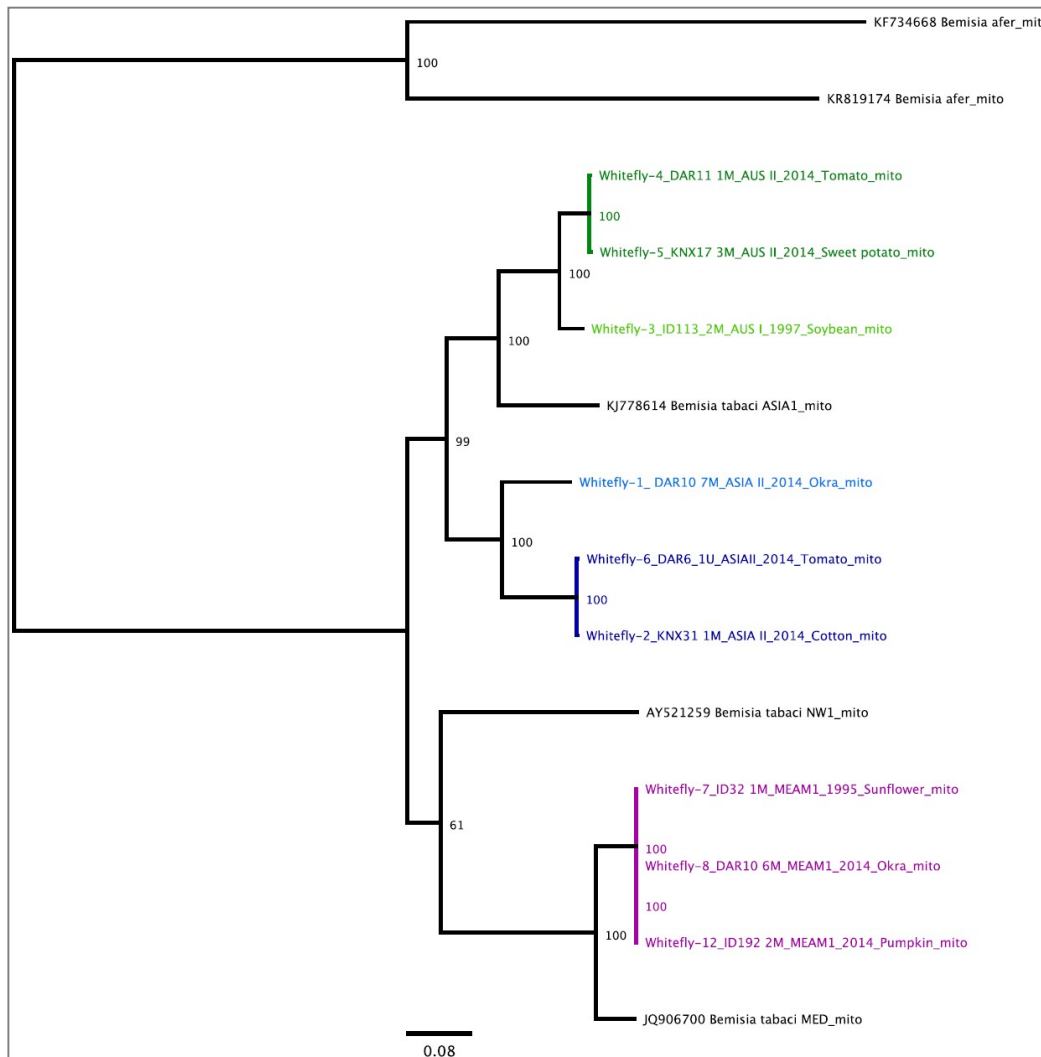 KF734668 Bemisia afer_mit
100
KR819174 Bemisia afer_mito
Whitefly-4_DAR11 1M_AUS II_2014_Tomato_mito
100
Whitefly-5_KNX17 3M_AUS II_2014_Sweet potato_mito
100
Whitefly-3_ID113_2M_AUS I_1997_Soybean_mito
100
KJ778614 Bemisia tabaci ASIA1_mito
99
Whitefly-1_ DAR10 7M_ASIA II_2014_Okra_mito
100
Whitefly-6_DAR6_1U_ASIAII_2014_Tomato_mito
100
Whitefly-2_KNX31 1M_ASIA II_2014_Cotton_mito
AY521259 Bemisia tabaci NW1_mito
Whitefly-7_ID32 1M_MEAM1_1995_Sunflower_mito
61
100
Whitefly-8_DAR10 6M_MEAM1_2014_Okra_mito
100
100
Whitefly-12_ID192 2M_MEAM1_2014_Pumpkin_mito
JQ906700 Bemisia tabaci MED_mito
0.08